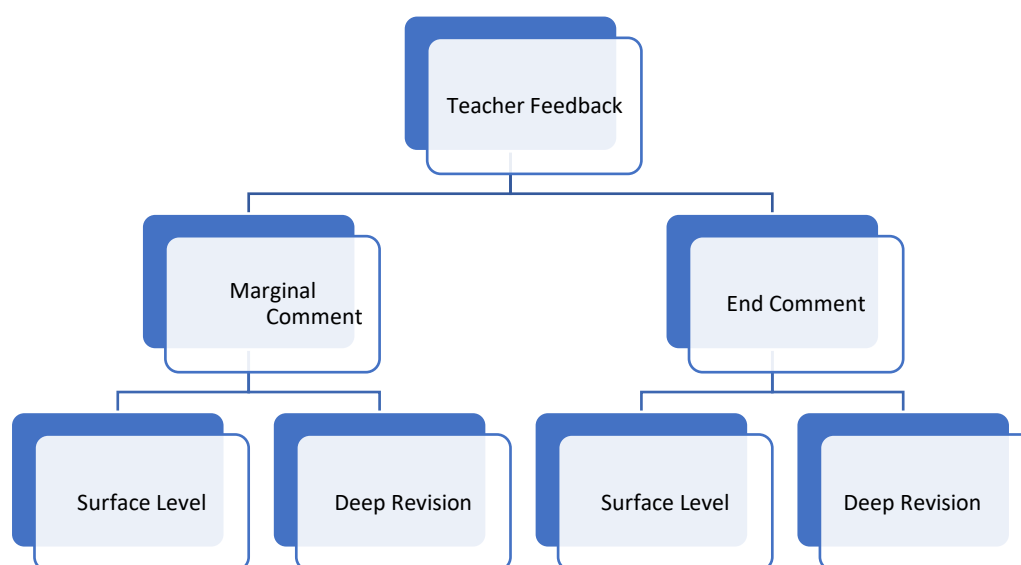 Teacher Feedback
Marginal
Comment
End Comment
Surface Level
Deep Revision
Surface Level
Deep Revision